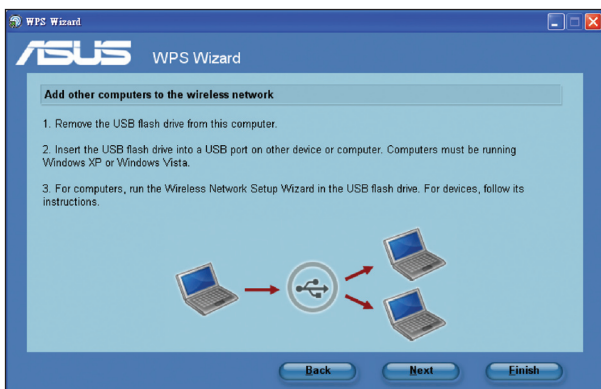 WPS Wizard
ASUS WPS Wizard
Add other computers to the wireless network
1. Remove the USB flash drive from this computer.
2. Insert the USB flash drive into a USB port on other device or computer. Computers must be running
Windows XP or Windows Vista.
3. For computers, run the Wireless Network Setup Wizard in the USB flash drive. For devices, follow its
instructions.
Back Next Finish